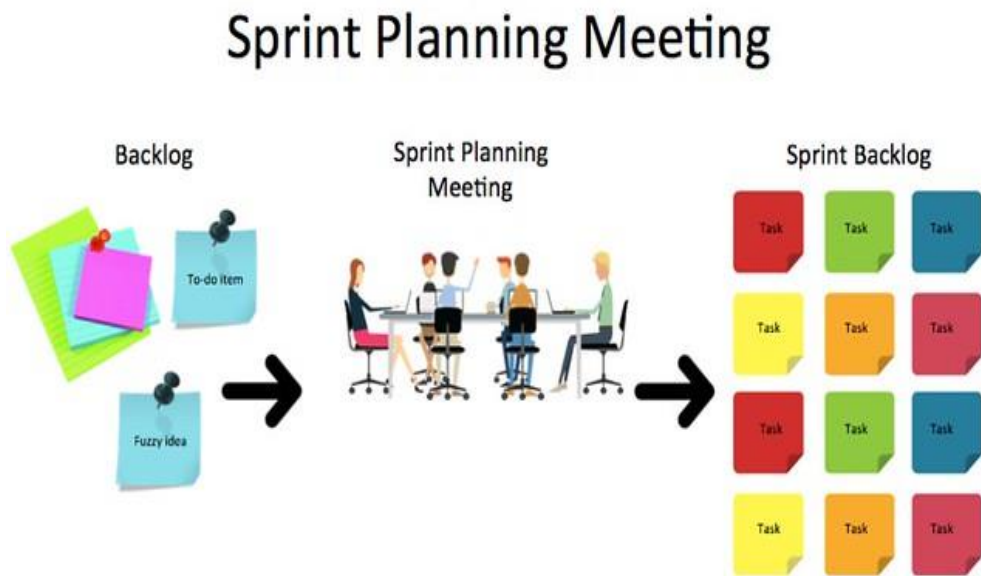 Sprint Planning Meeting
Backlog
Sprint Planning
Meeting
Sprint Backlog
To-do item
Fuzzy idea
Task
Task
Task
Task
Task
Task
Task
Task
Task
Task
Task
Task